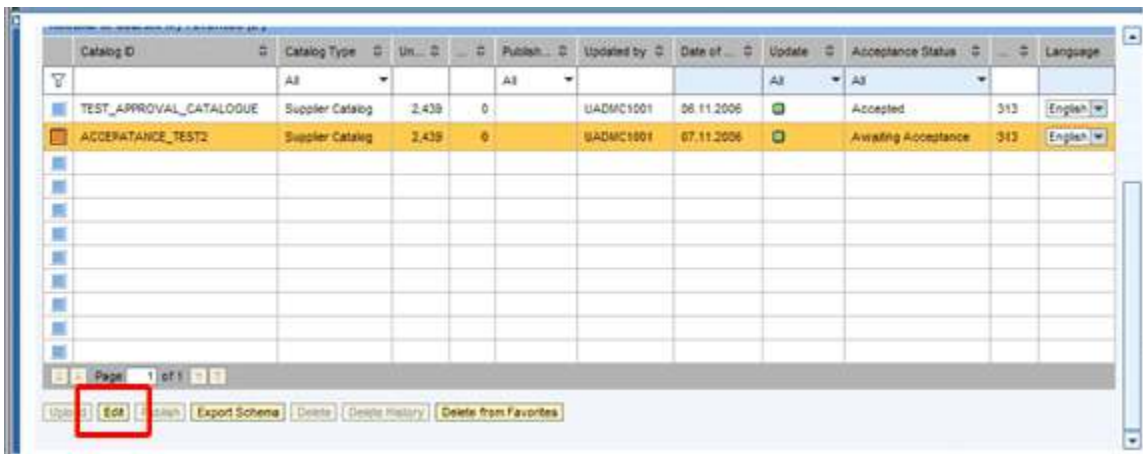 Catalog ID Catalog Type Un... ... Publish... Updated by Date of ... Update Acceptance Status ... Language
All All All All
TEST_APPROVAL_CATALOGUE Supplier Catalog 2,439 0 UADMC1001 06.11.2006 Accepted 313 English
ACCEPATANCE_TEST2 Supplier Catalog 2,439 0 UADMC1001 07.11.2006 Awaiting Acceptance 313 English
Page 1 of 1
Upload Edit Publish Export Schema Delete Delete History Delete from Favorites